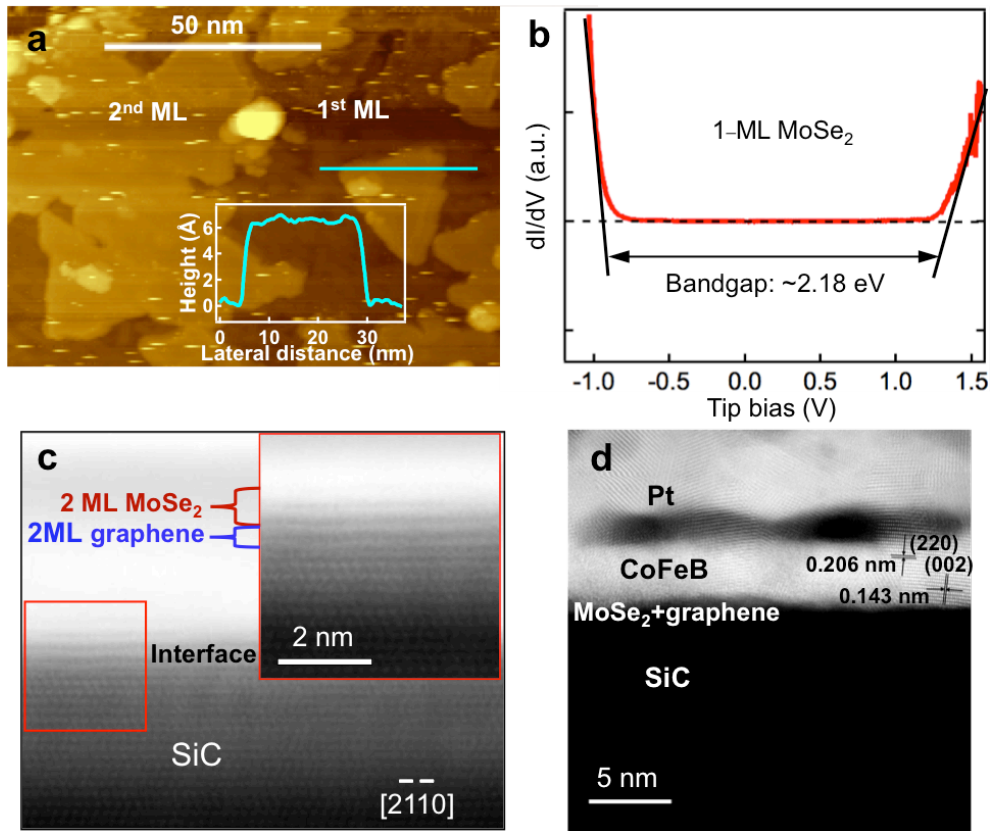 a
50 nm
2nd ML
1st ML
Height (Å)
6
4
2
0
0 10 20 30
Lateral distance (nm)
b
1–ML MoSe2
dI/dV (a.u.)
Bandgap: ~2.18 eV
-1.0 -0.5 0.0 0.5 1.0 1.5
Tip bias (V)
c
2 ML MoSe2
2ML graphene
2 nm
Interface
SiC
[2110]
d
Pt
(220)
CoFeB
0.206 nm
(002)
0.143 nm
MoSe2+graphene
SiC
5 nm